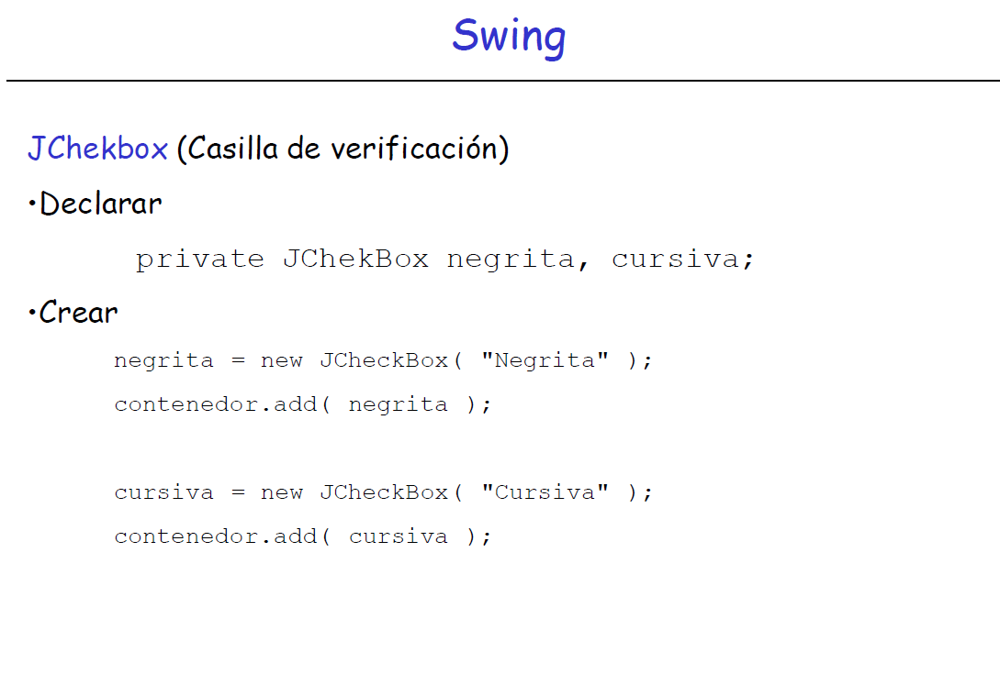 Swing
JChekbox (Casilla de verificación)
•Declarar
private JChekBox negrita, cursiva;
•Crear
negrita = new JCheckBox( "Negrita" );
contenedor.add( negrita );
cursiva = new JCheckBox( "Cursiva" );
contenedor.add( cursiva );